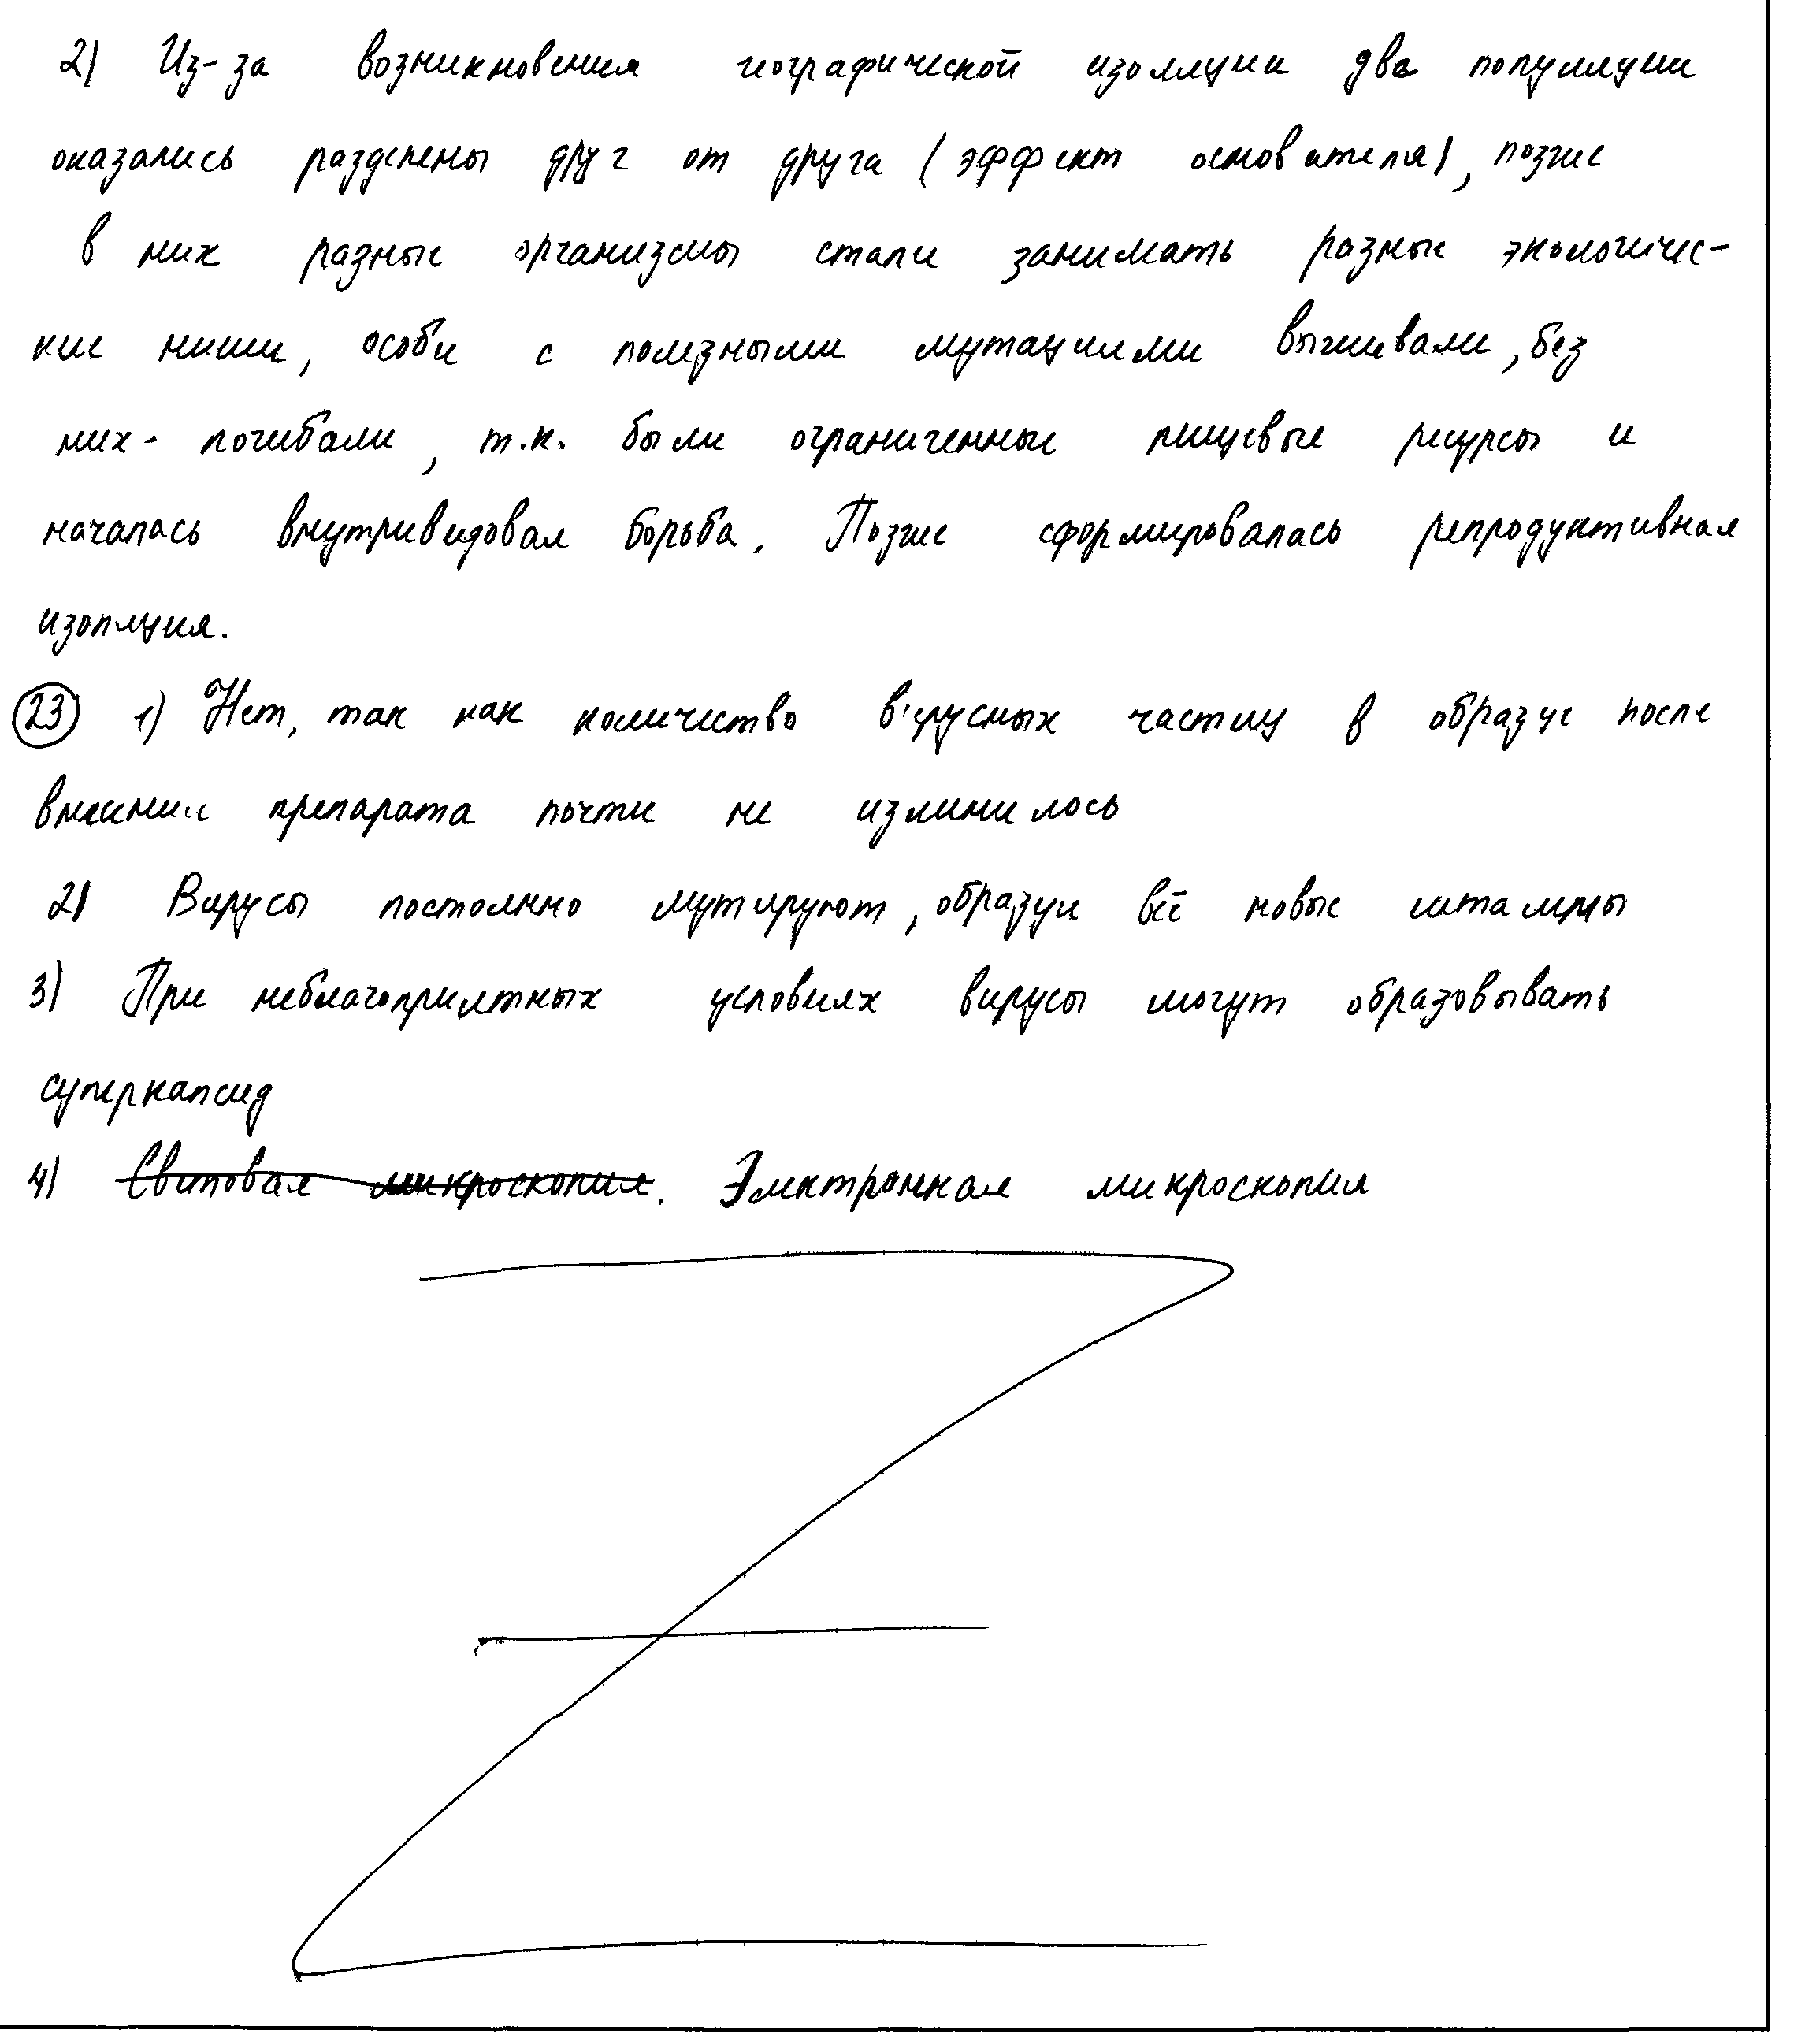 2) Из-за возникновения географической изоляции две популяции
оказались разделены друг от друга (эффект основателя), позже
в них разные организмы стали занимать разные экологичес-
кие ниши, особи с полезными мутациями выживали, без
них - погибали, т.к. были ограниченные пищевые ресурсы и
началась внутривидовая борьба. Позже сформировалась репродуктивная
изоляция.
23 1) Нет, так как количество вирусных частиц в образце после
внесения препарата почти не изменилось
2) Вирусы постоянно мутируют, образуя всё новые штаммы
3) При неблагоприятных условиях вирусы могут образовывать
суперкапсид
4) Световая микроскопия. Электронная микроскопия